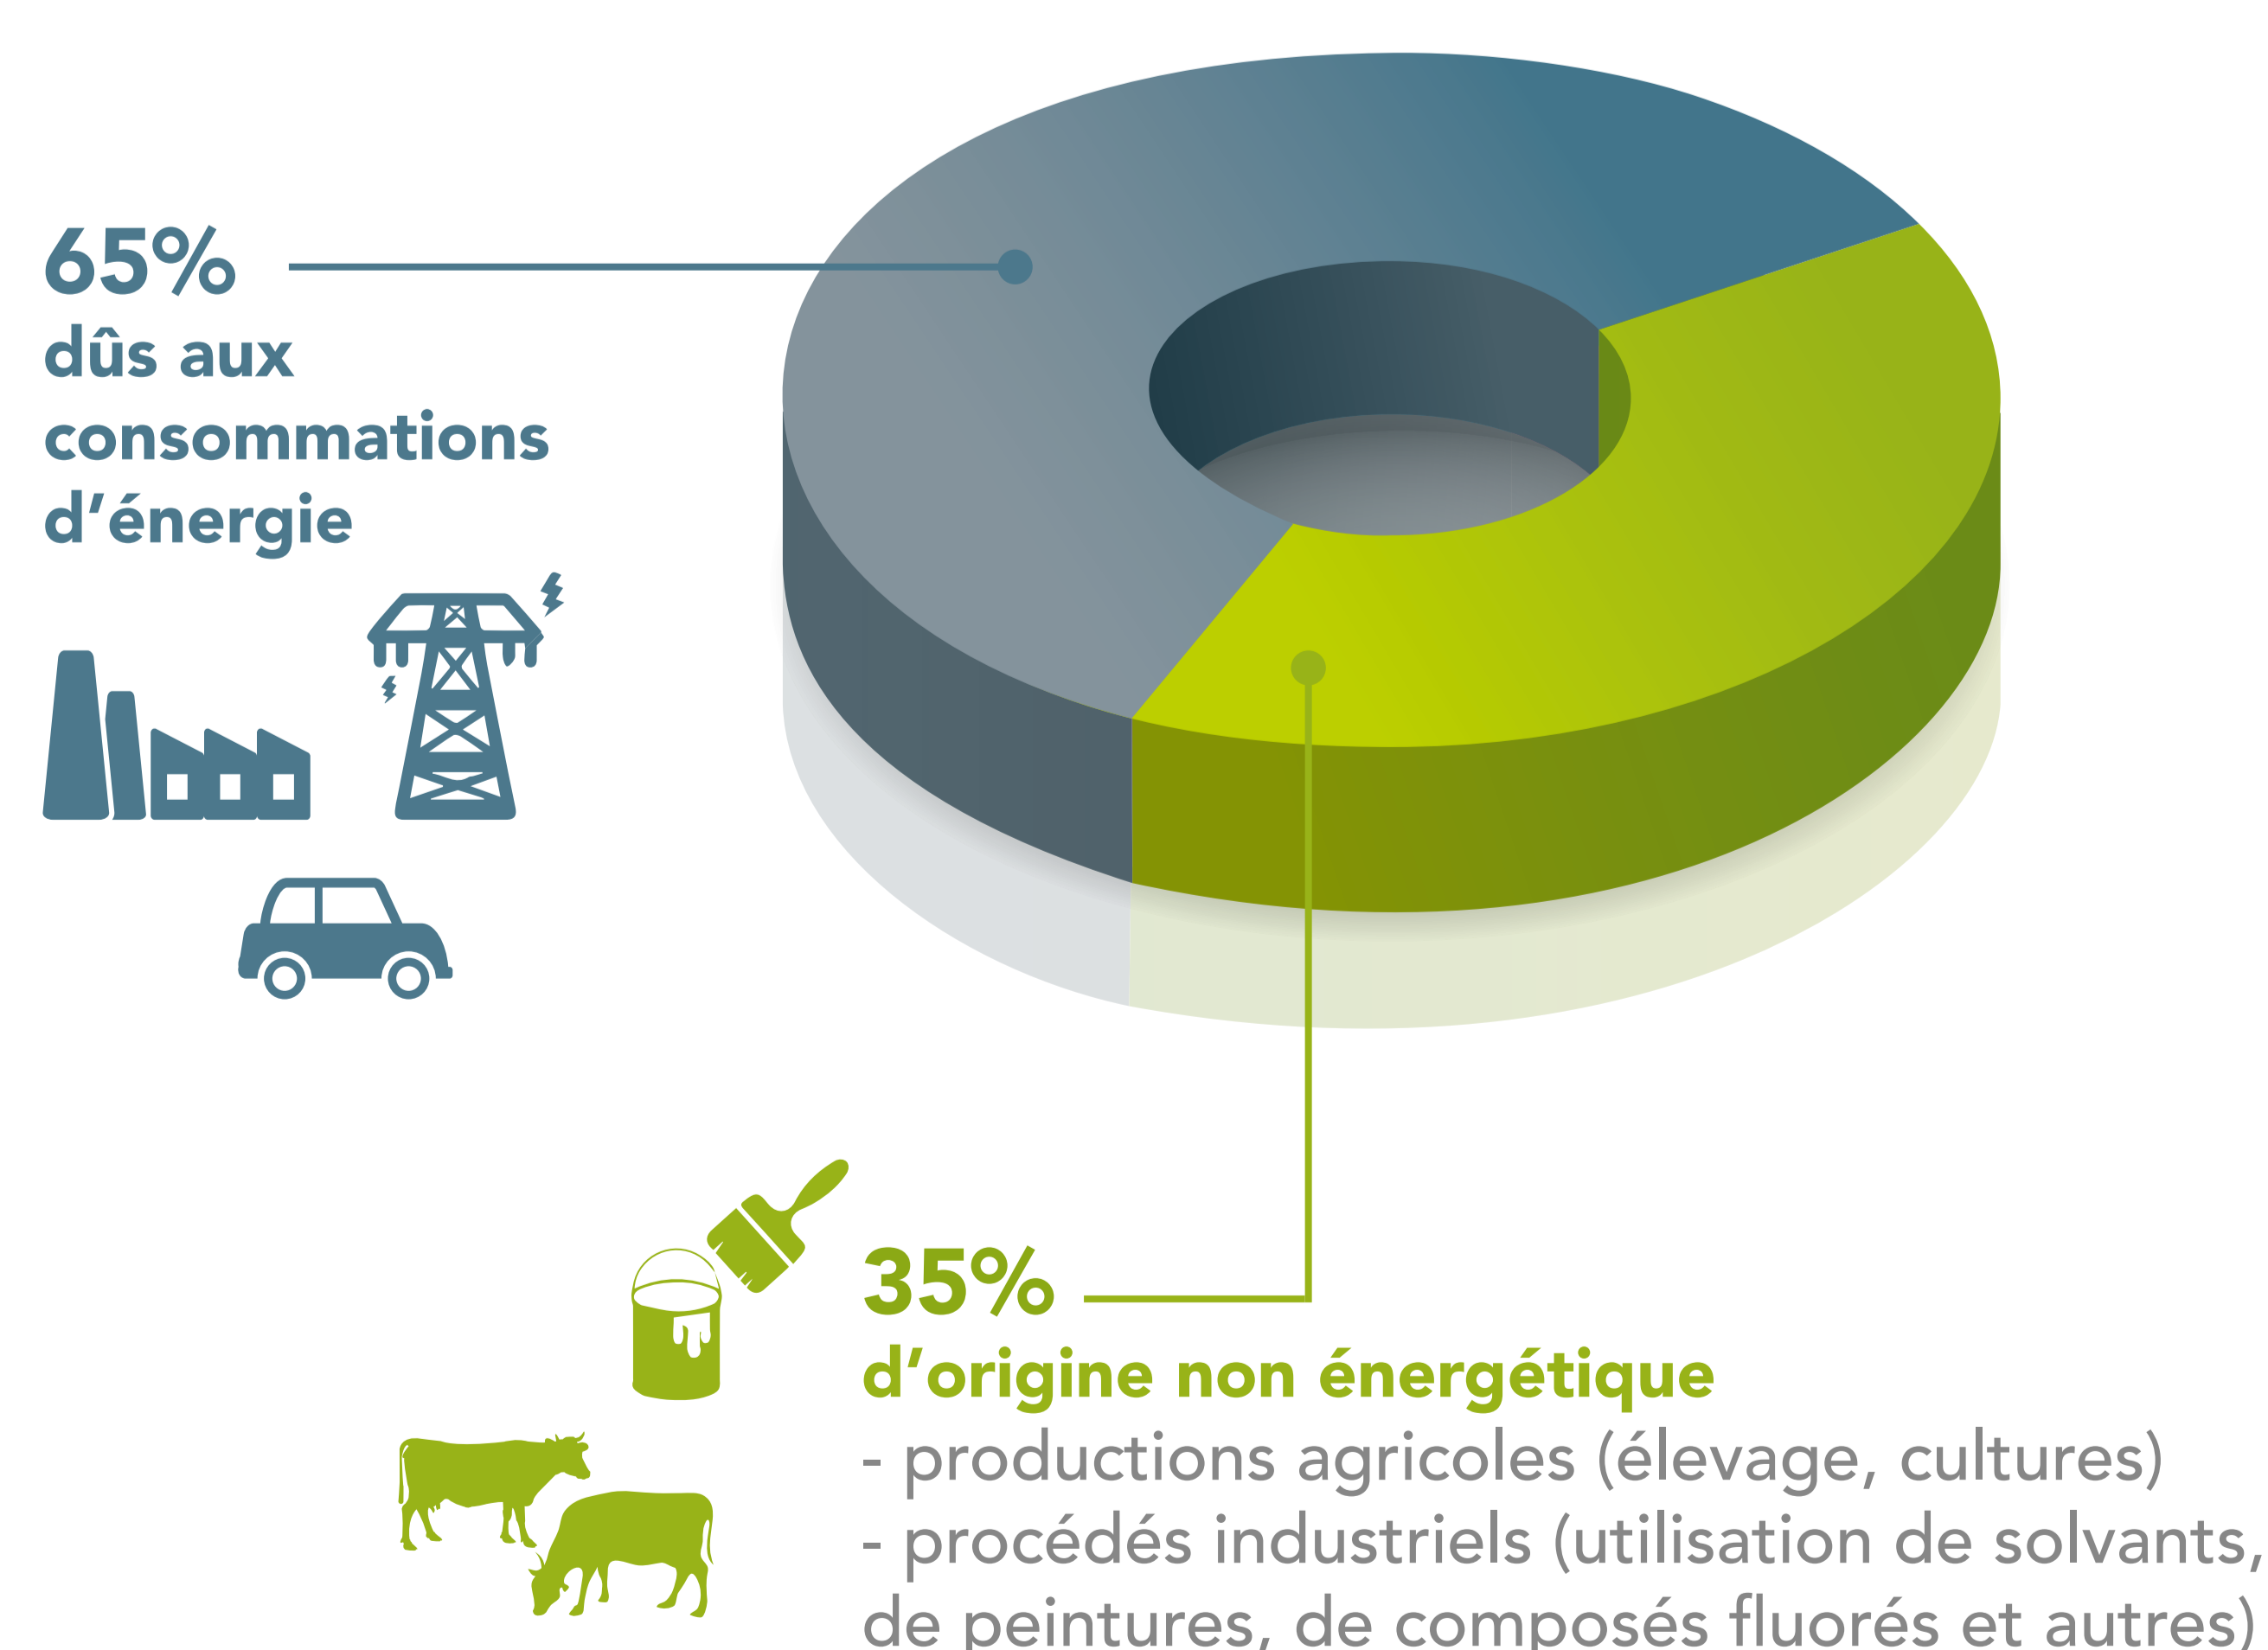 65%
dûs aux
consommations
d’énergie
35%
d’origine non énergétique
- productions agricoles (élevage, cultures)
- procédés industriels (utilisation de solvants,
de peintures, de composés fluorés et autres)